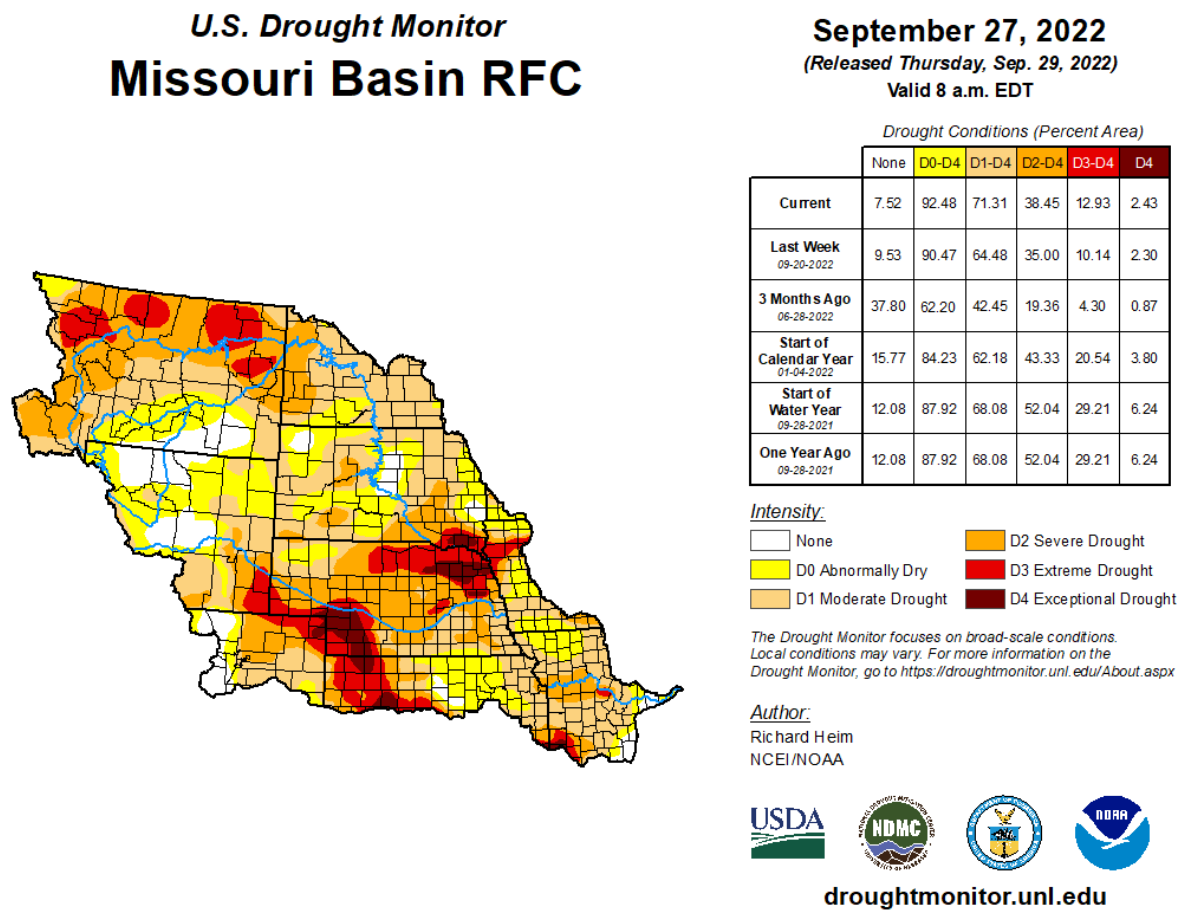 U.S. Drought Monitor
Missouri Basin RFC
September 27, 2022
(Released Thursday, Sep. 29, 2022)
Valid 8 a.m. EDT
Drought Conditions (Percent Area)
None D0-D4 D1-D4 D2-D4 D3-D4 D4
Current 7.52 92.48 71.31 38.45 12.93 2.43
Last Week
09-20-2022 9.53 90.47 64.48 35.00 10.14 2.30
3 Months Ago
06-28-2022 37.80 62.20 42.45 19.36 4.30 0.87
Start of
Calendar Year
01-04-2022 15.77 84.23 62.18 43.33 20.54 3.80
Start of
Water Year
09-28-2021 12.08 87.92 68.08 52.04 29.21 6.24
One Year Ago
09-28-2021 12.08 87.92 68.08 52.04 29.21 6.24
Intensity:
None
D0 Abnormally Dry
D1 Moderate Drought
D2 Severe Drought
D3 Extreme Drought
D4 Exceptional Drought
The Drought Monitor focuses on broad-scale conditions.
Local conditions may vary. For more information on the
Drought Monitor, go to https://droughtmonitor.unl.edu/About.aspx
Author:
Richard Heim
NCEI/NOAA
USDA
NDMC
NOAA
droughtmonitor.unl.edu